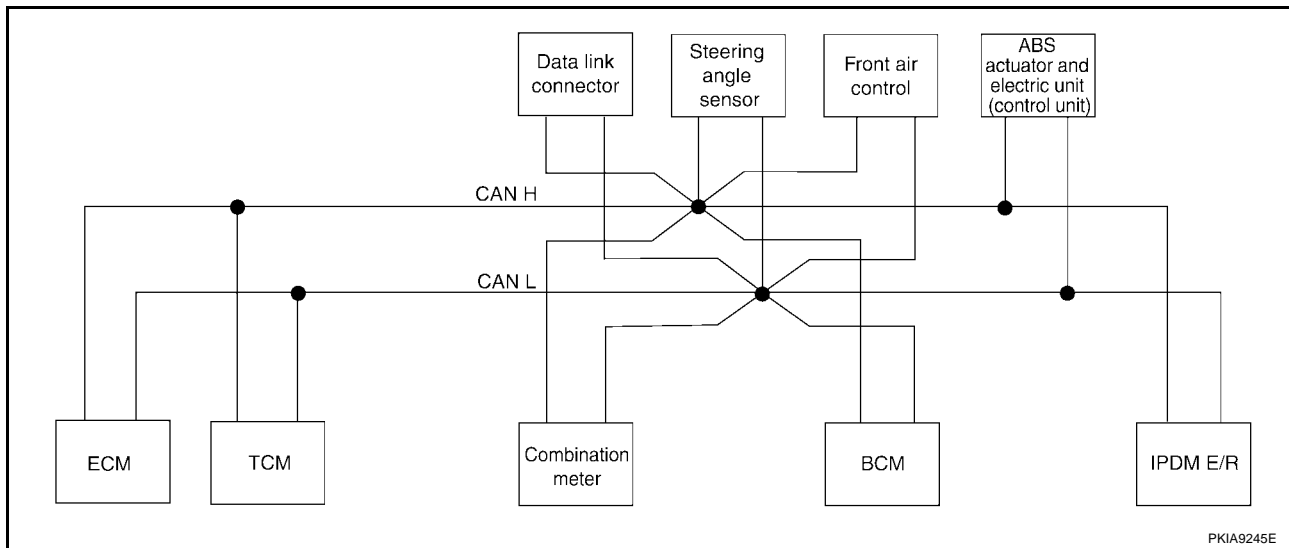 Data link
connector
Steering
angle
sensor
Front air
control
ABS
actuator and
electric unit
(control unit)
CAN H
CAN L
ECM
TCM
Combination
meter
BCM
IPDM E/R
PKIA9245E